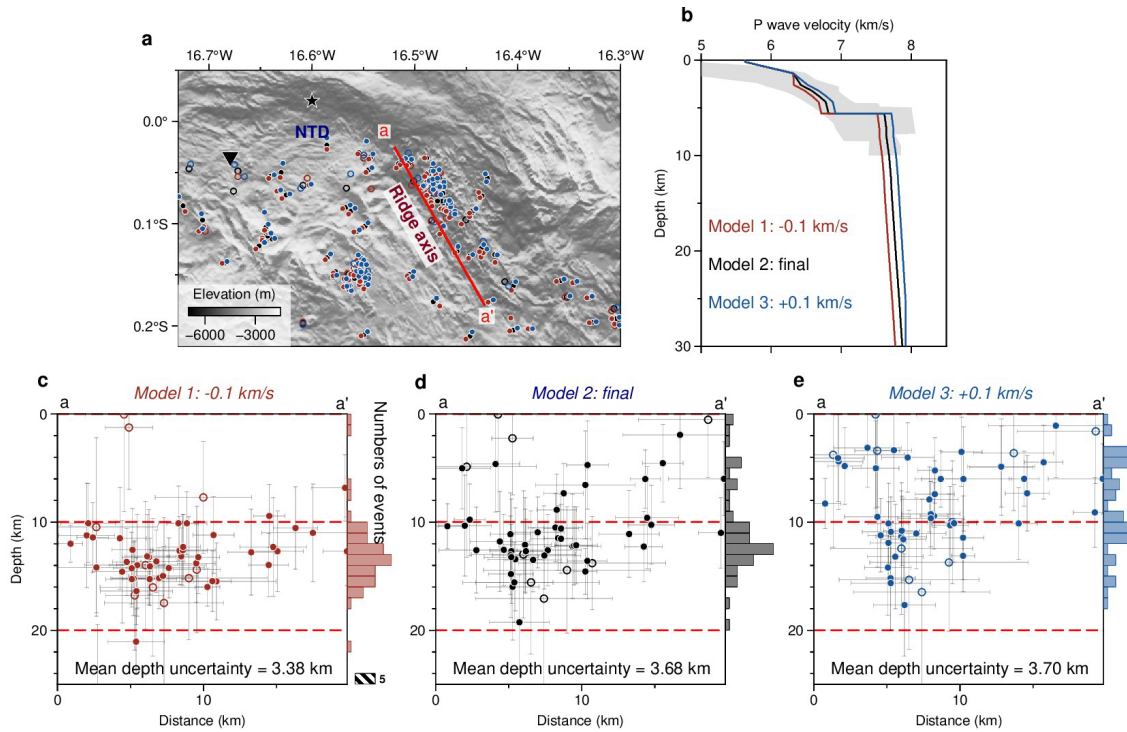 a
16.7°W 16.6°W 16.5°W 16.4°W 16.3°W
0.0°
0.1°S
0.2°S
NTD
a
Ridge axis
a'
Elevation (m)
−6000 −3000
b
P wave velocity (km/s)
5 6 7 8
0
10
20
30
Depth (km)
Model 1: -0.1 km/s
Model 2: final
Model 3: +0.1 km/s
c
Model 1: -0.1 km/s
a a'
0
10
20
Depth (km)
Numbers of events
Mean depth uncertainty = 3.38 km
5
0 10
Distance (km)
d
Model 2: final
a a'
0
10
20
Mean depth uncertainty = 3.68 km
0 10
Distance (km)
e
Model 3: +0.1 km/s
a a'
0
10
20
Mean depth uncertainty = 3.70 km
0 10
Distance (km)